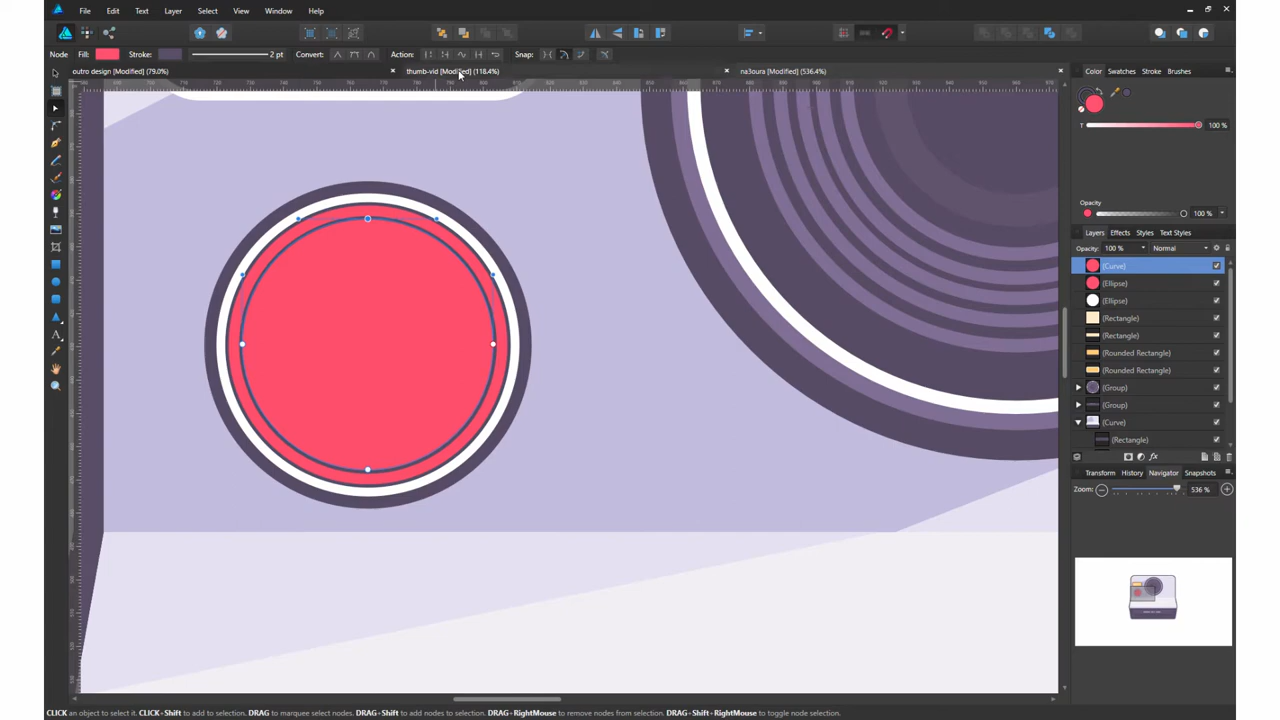 File Edit Text Layer Select View Window Help
Node Fill: Stroke: 2 pt Convert: Action: Snap:
outro design [Modified] (79.0%) thumb-vid [Modified] (118.4%) na3oura [Modified] (536.4%)
Color Swatches Stroke Brushes
T 100 %
Opacity
100 %
Layers Effects Styles Text Styles
Opacity: 100 % Normal
(Curve)
(Ellipse)
(Ellipse)
(Rectangle)
(Rectangle)
(Rounded Rectangle)
(Rounded Rectangle)
(Group)
(Group)
(Curve)
(Rectangle)
Transform History Navigator Snapshots
Zoom: 536 %
CLICK an object to select it. CLICK+Shift to add to selection. DRAG to marquee select nodes. DRAG+Shift to add nodes to selection. DRAG+RightMouse to remove nodes from selection. DRAG+Shift+RightMouse to toggle node selection.